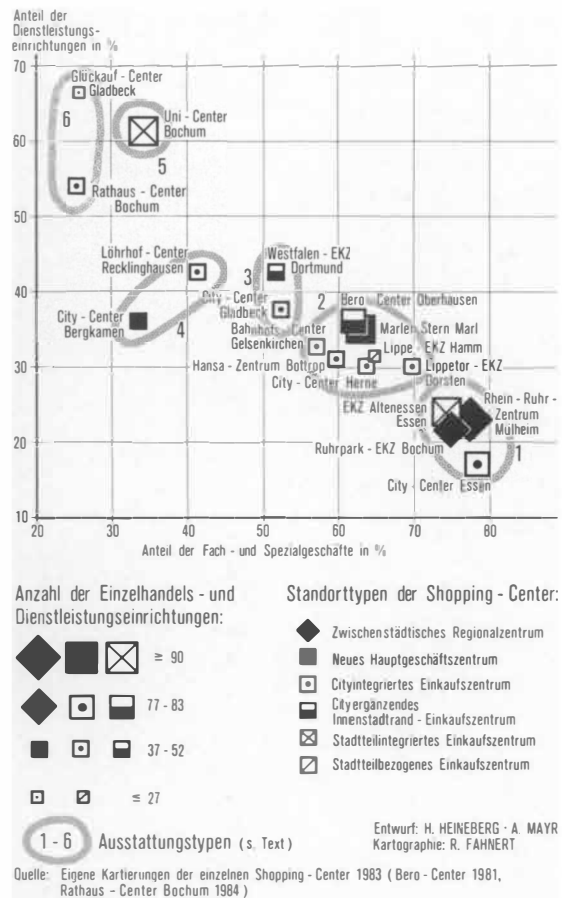 Anteil der
Dienstleistungs-
einrichtungen in %
70
60
50
40
30
20
10
20
30
40
50
60
70
80
Anteil der Fach - und Spezialgeschäfte in %
Glückauf - Center
Gladbeck
6
Uni - Center
Bochum
5
Rathaus - Center
Bochum
Löhrhof - Center
Recklinghausen
City - Center
Bergkamen
4
3
Westfalen - EKZ
Dortmund
City - Center
Gladbeck
2
Bero - Center Oberhausen
Bahnhofs - Center
Gelsenkirchen
Marler Stern Marl
Lippe - EKZ Hamm
Hansa - Zentrum Bottrop
Lippetor - EKZ
Dorsten
City - Center Herne
EKZ Altenessen
Essen
Rhein - Ruhr -
Zentrum
Mülheim
Ruhrpark - EKZ Bochum
1
City - Center Essen
Anzahl der Einzelhandels - und
Dienstleistungseinrichtungen:
≥ 90
77 - 83
37 - 52
≤ 27
Standorttypen der Shopping - Center:
Zwischenstädtisches Regionalzentrum
Neues Hauptgeschäftszentrum
Cityintegriertes Einkaufszentrum
Cityergänzendes
Innenstadtrand - Einkaufszentrum
Stadtteilintegriertes Einkaufszentrum
Stadtteilbezogenes Einkaufszentrum
1 - 6 Ausstattungstypen (s. Text)
Entwurf: H. HEINEBERG · A. MAYR
Kartographie: R. FAHNERT
Quelle: Eigene Kartierungen der einzelnen Shopping - Center 1983 ( Bero - Center 1981,
Rathaus - Center Bochum 1984 )